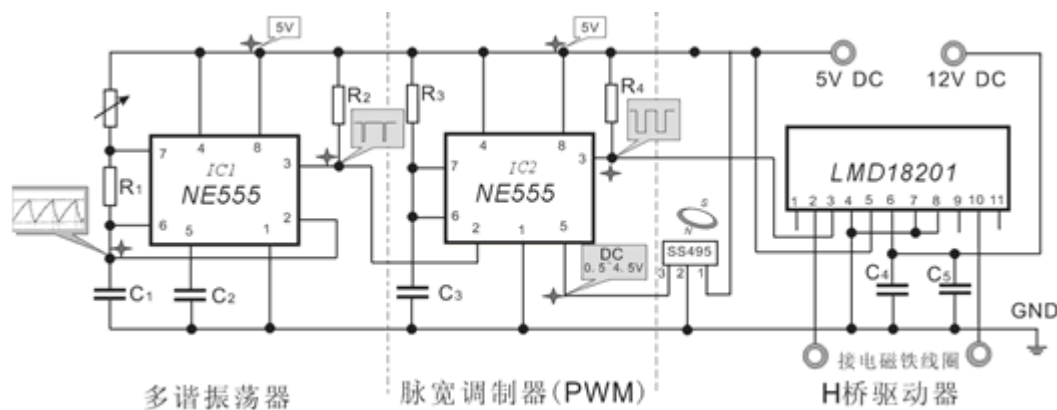 5V
5V
5V DC
12V DC
R2
R3
R4
7
4
8
IC1
3
NE555
R1
6
5
1
2
7
4
8
IC2
3
NE555
6
2
1
5
LMD18201
1 2 3 4 5 6 7 8 9 10 11
S
N
SS495
3 2 1
DC
0.5~4.5V
C1
C2
C3
C4
C5
GND
接电磁铁线圈
多谐振荡器
脉宽调制器(PWM)
H桥驱动器